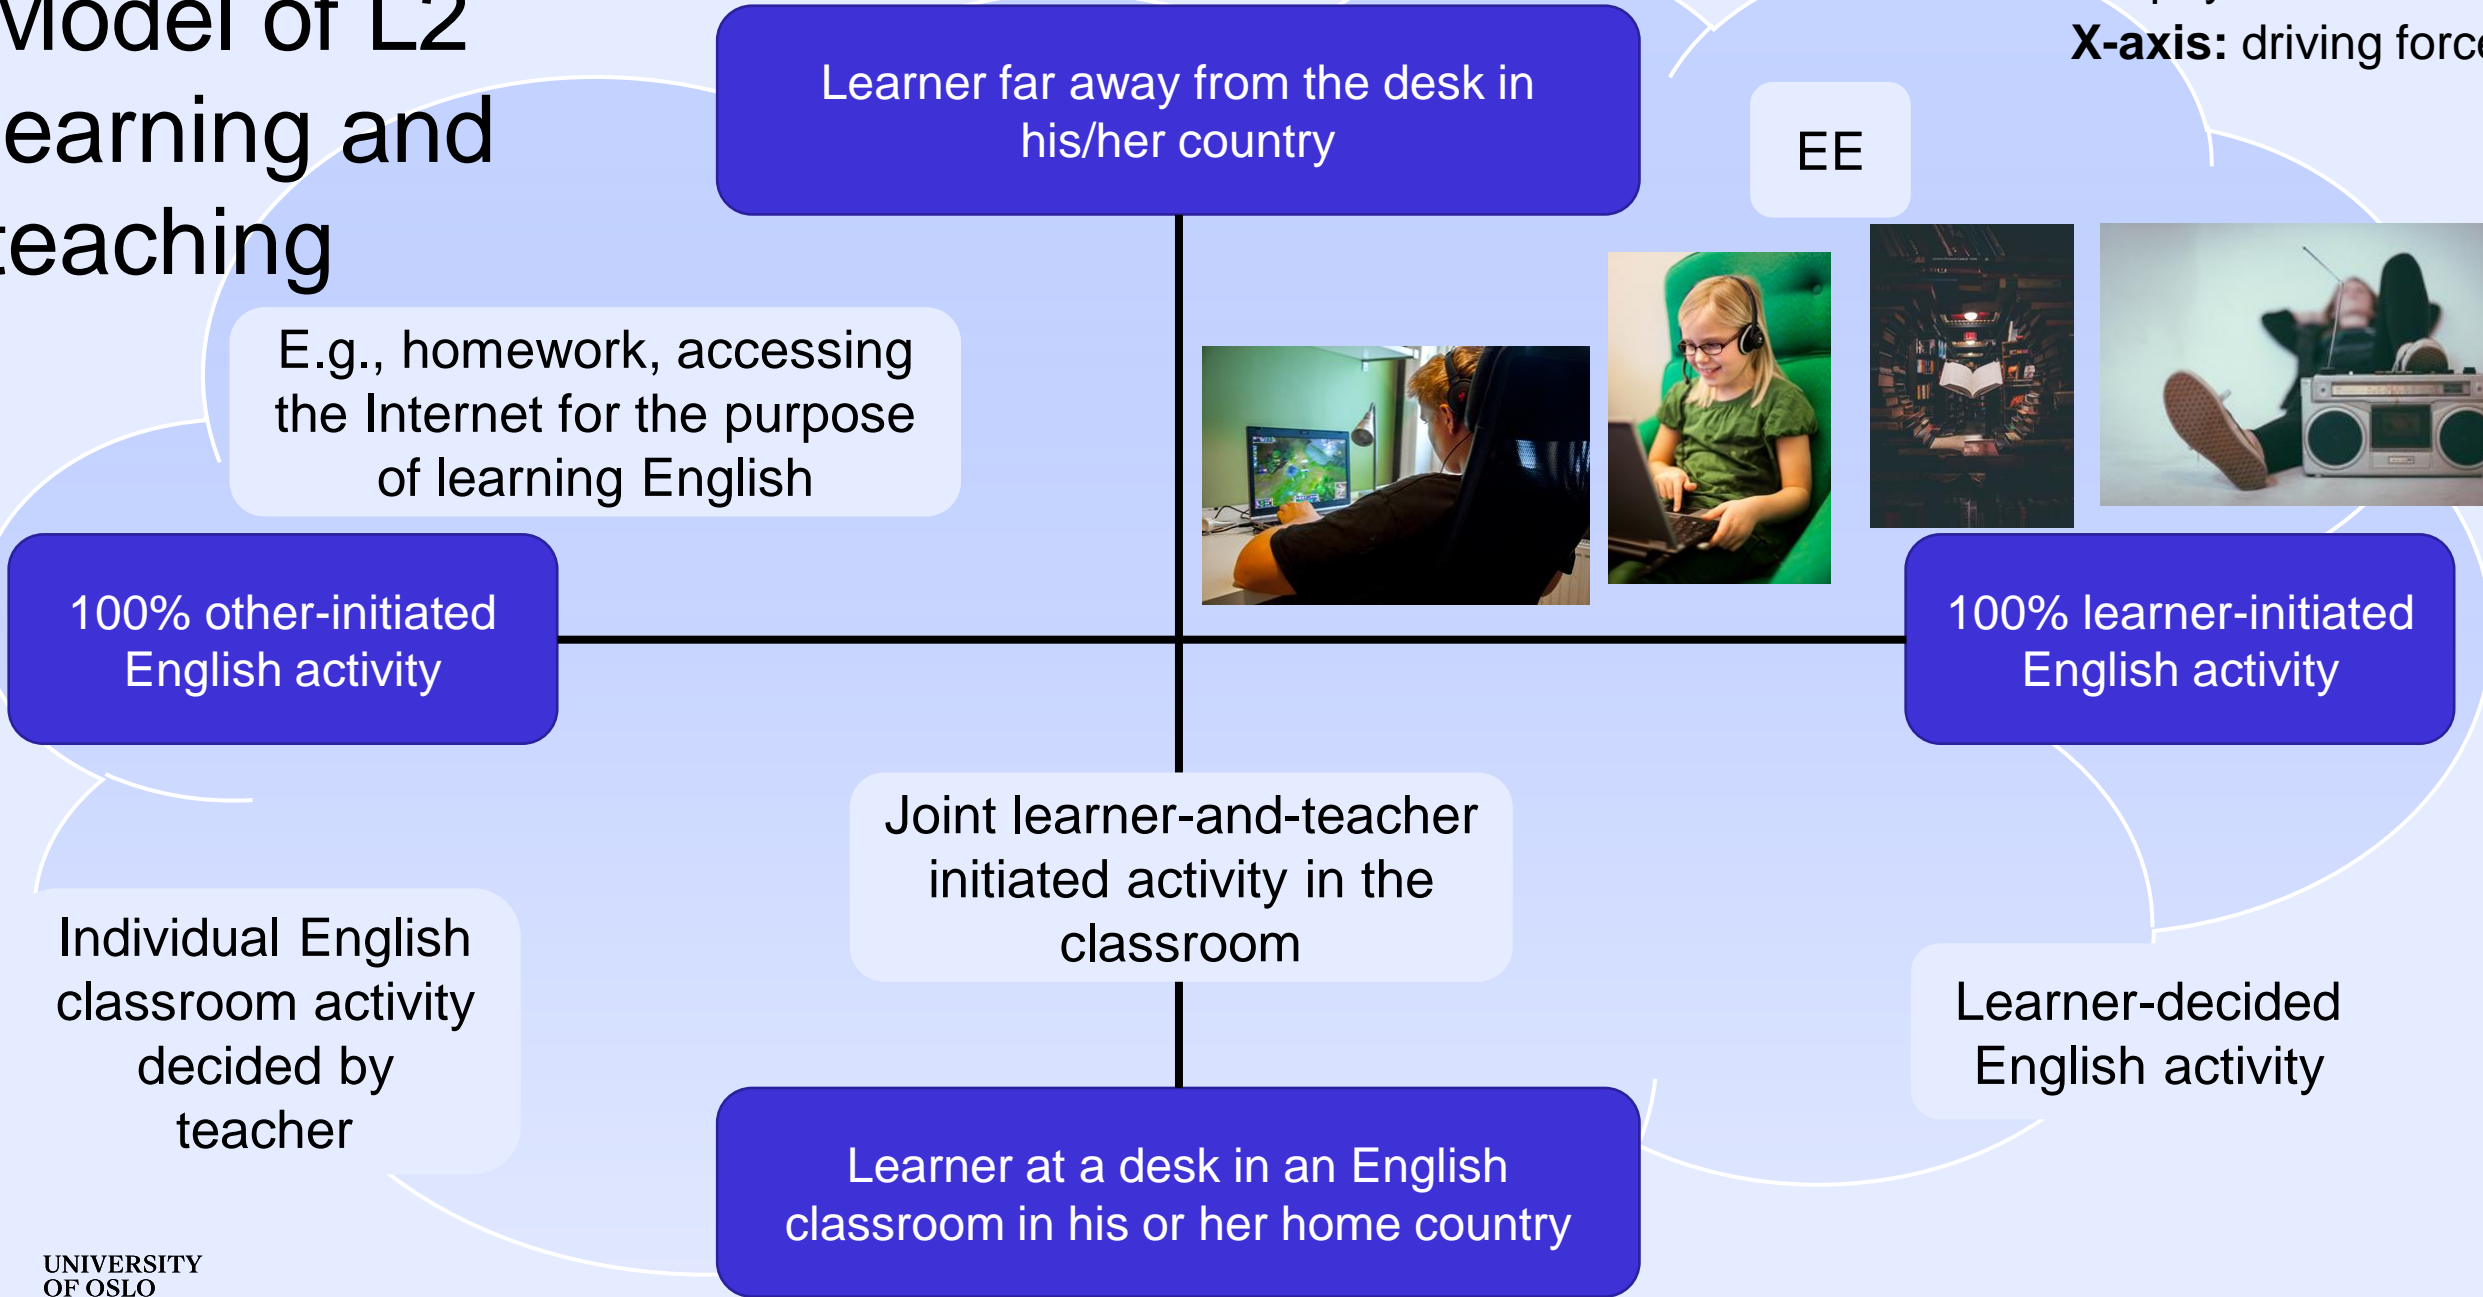 Model of L2
earning and
teaching
X-axis: driving force
Learner far away from the desk in
his/her country
EE
E.g., homework, accessing
the Internet for the purpose
of learning English
100% other-initiated
English activity
100% learner-initiated
English activity
Joint learner-and-teacher
initiated activity in the
classroom
Individual English
classroom activity
decided by
teacher
Learner-decided
English activity
Learner at a desk in an English
classroom in his or her home country
UNIVERSITY
OF OSLO